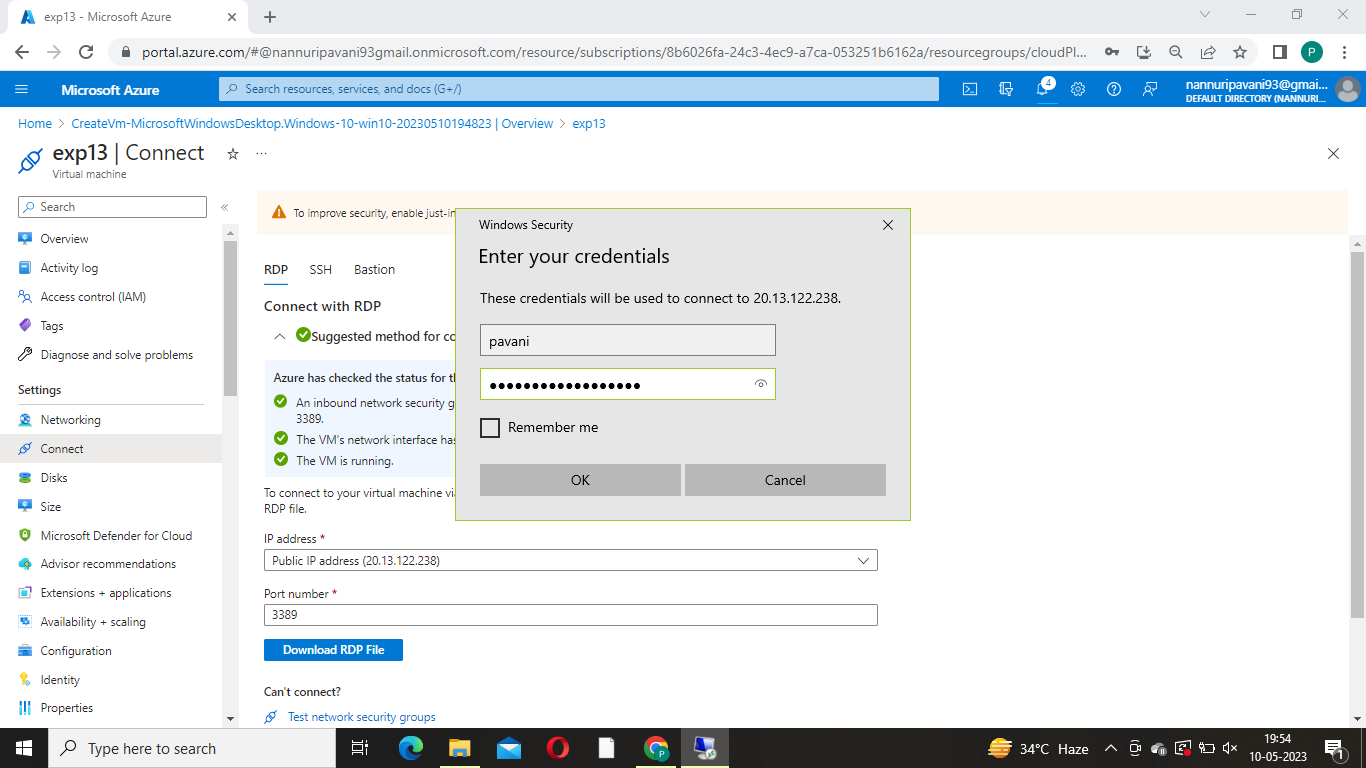 exp13 - Microsoft Azure
portal.azure.com/#@nannuripavani93gmail.onmicrosoft.com/resource/subscriptions/8b6026fa-24c3-4ec9-a7ca-053251b6162a/resourcegroups/cloudPl...
P
Microsoft Azure
Search resources, services, and docs (G+/)
4
nannuripavani93@gmai...
DEFAULT DIRECTORY (NANNURI...
Home > CreateVm-MicrosoftWindowsDesktop.Windows-10-win10-20230510194823 | Overview > exp13
exp13 | Connect
Virtual machine
Search
Overview
Activity log
Access control (IAM)
Tags
Diagnose and solve problems
Settings
Networking
Connect
Disks
Size
Microsoft Defender for Cloud
Advisor recommendations
Extensions + applications
Availability + scaling
Configuration
Identity
Properties
To improve security, enable just-in
RDP SSH Bastion
Connect with RDP
Suggested method for co
Azure has checked the status for th
An inbound network security g
3389.
The VM's network interface has
The VM is running.
To connect to your virtual machine vi
RDP file.
IP address *
Public IP address (20.13.122.238)
Port number *
3389
Download RDP File
Can't connect?
Test network security groups
Windows Security
Enter your credentials
These credentials will be used to connect to 20.13.122.238.
pavani
●●●●●●●●●●●●●●●●●●
Remember me
OK Cancel
Type here to search
P
34°C Haze
19:54
10-05-2023
1